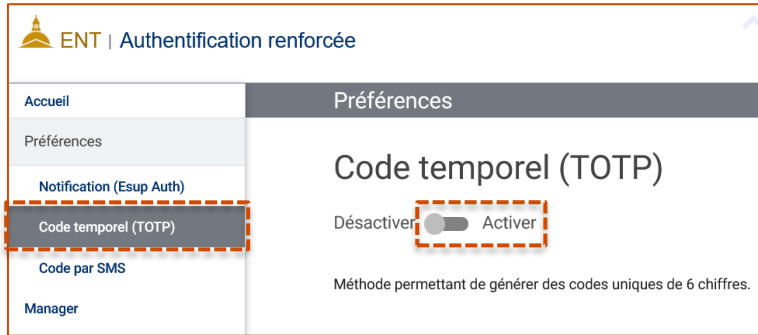 ENT | Authentification renforcée
Accueil
Préférences
Notification (Esup Auth)
Code temporel (TOTP)
Code par SMS
Manager
Préférences
Code temporel (TOTP)
Désactiver Activer
Méthode permettant de générer des codes uniques de 6 chiffres.